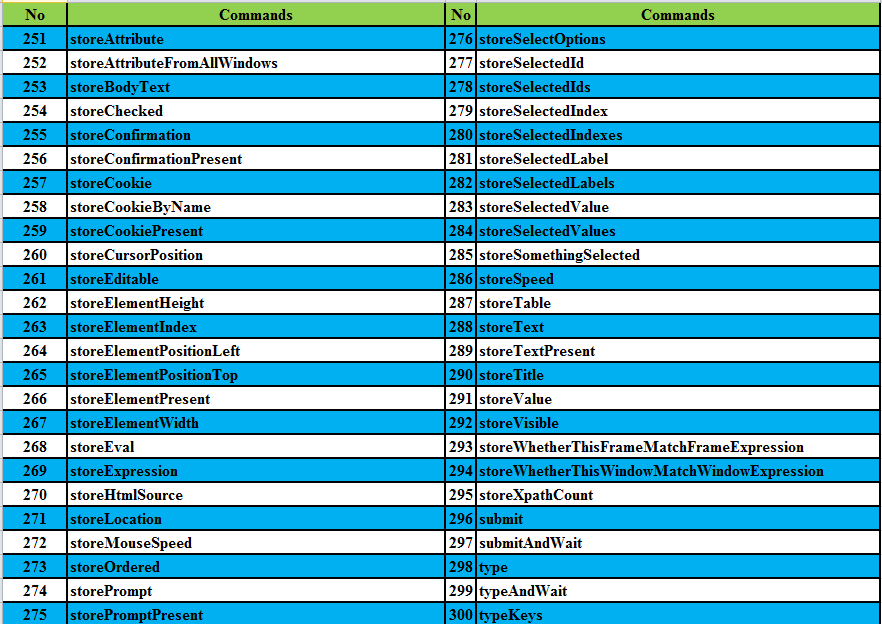 No Commands No Commands
251 storeAttribute 276 storeSelectOptions
252 storeAttributeFromAllWindows 277 storeSelectedId
253 storeBodyText 278 storeSelectedIds
254 storeChecked 279 storeSelectedIndex
255 storeConfirmation 280 storeSelectedIndexes
256 storeConfirmationPresent 281 storeSelectedLabel
257 storeCookie 282 storeSelectedLabels
258 storeCookieByName 283 storeSelectedValue
259 storeCookiePresent 284 storeSelectedValues
260 storeCursorPosition 285 storeSomethingSelected
261 storeEditable 286 storeSpeed
262 storeElementHeight 287 storeTable
263 storeElementIndex 288 storeText
264 storeElementPositionLeft 289 storeTextPresent
265 storeElementPositionTop 290 storeTitle
266 storeElementPresent 291 storeValue
267 storeElementWidth 292 storeVisible
268 storeEval 293 storeWhetherThisFrameMatchFrameExpression
269 storeExpression 294 storeWhetherThisWindowMatchWindowExpression
270 storeHtmlSource 295 storeXpathCount
271 storeLocation 296 submit
272 storeMouseSpeed 297 submitAndWait
273 storeOrdered 298 type
274 storePrompt 299 typeAndWait
275 storePromptPresent 300 typeKeys